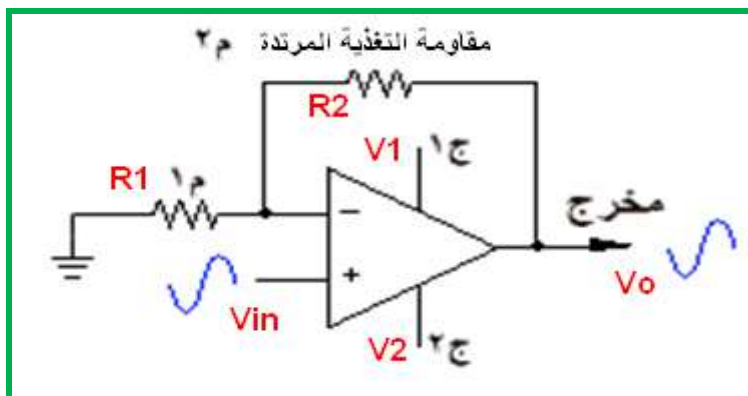 مقاومة التغذية المرتدة م٢
R2
V1 ج١
R1 م١
مخرج
−
+
Vin
Vo
V2 ج٢